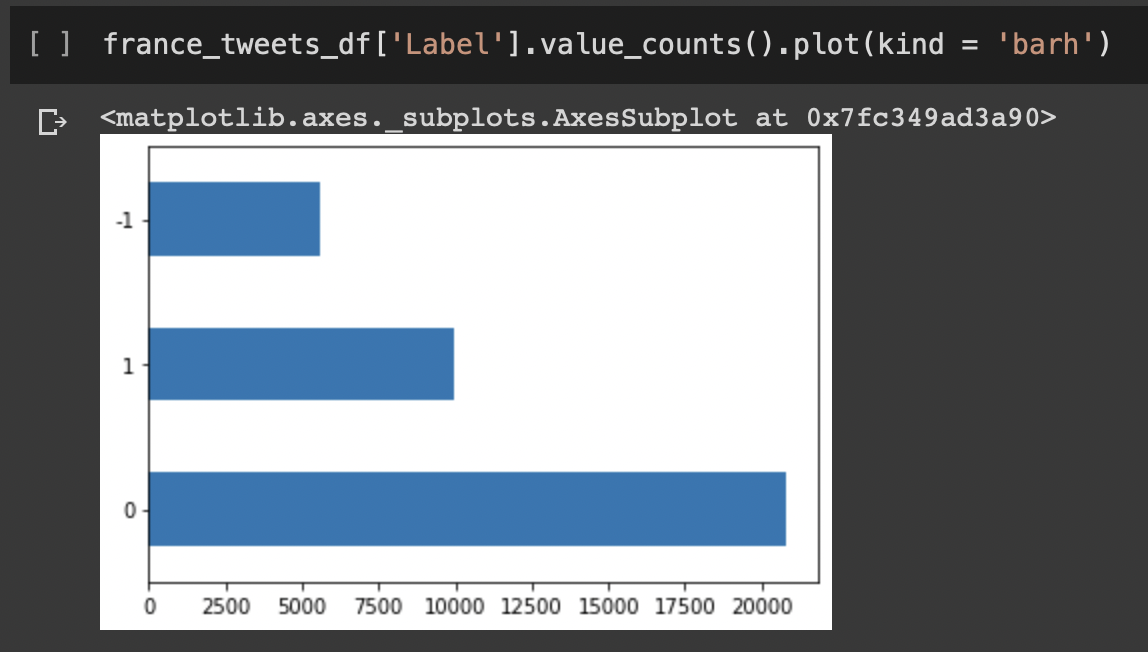 [ ] france_tweets_df['Label'].value_counts().plot(kind = 'barh')
<matplotlib.axes._subplots.AxesSubplot at 0x7fc349ad3a90>
-1
1
0
0 2500 5000 7500 10000 12500 15000 17500 20000